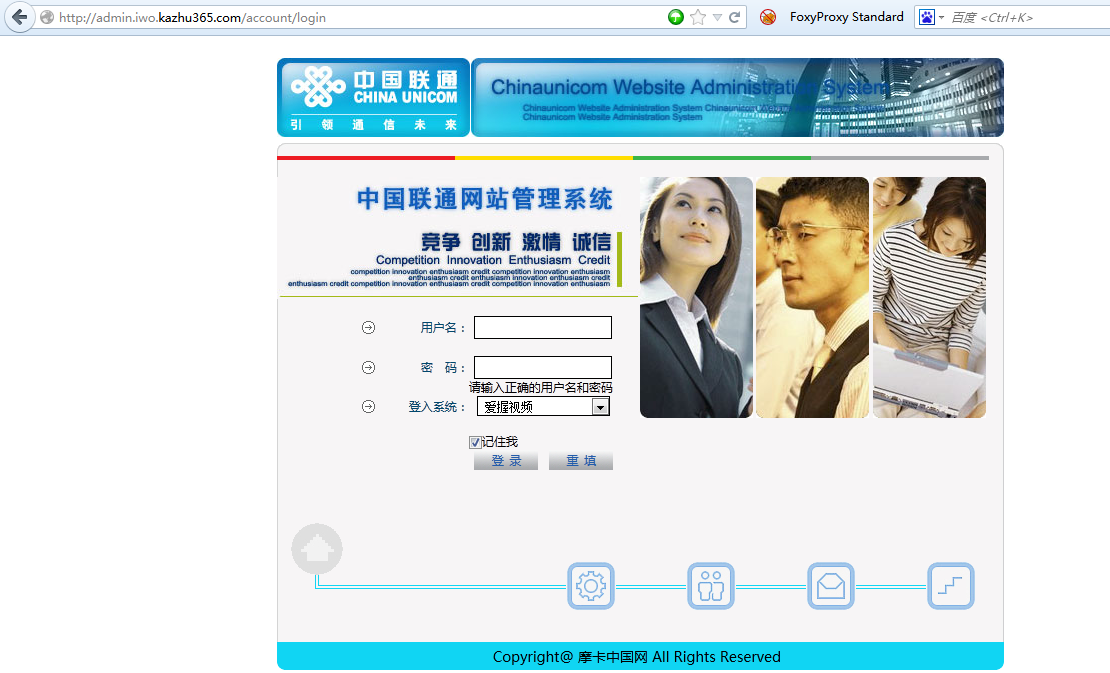 http://admin.iwo.kazhu365.com/account/login
FoxyProxy Standard
百度 <Ctrl+K>
中国联通
CHINA UNICOM
引领通信未来
Chinaunicom Website Administration System
Chinaunicom Website Administration System Chinaunicom Website Administration System
Chinaunicom Website Administration System
中国联通网站管理系统
竞争 创新 激情 诚信
Competition Innovation Enthusiasm Credit
competition innovation enthusiasm credit competition innovation enthusiasm
enthusiasm credit enthusiasm innovation enthusiasm credit
enthusiasm credit competition innovation enthusiasm credit competition innovation enthusiasm
用户名：
密 码：
请输入正确的用户名和密码
登入系统：
爱握视频
记住我
登 录
重 填
Copyright@ 摩卡中国网 All Rights Reserved